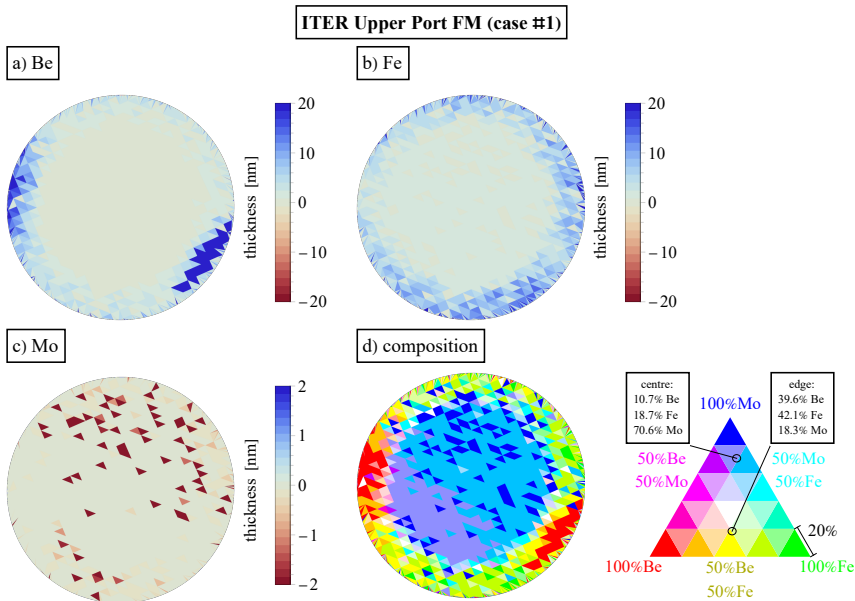 ITER Upper Port FM (case #1)
a) Be
b) Fe
20
10
0
−10
−20
thickness [nm]
20
10
0
−10
−20
thickness [nm]
c) Mo
d) composition
2
1
0
−1
−2
thickness [nm]
centre:
10.7% Be
18.7% Fe
70.6% Mo
edge:
39.6% Be
42.1% Fe
18.3% Mo
100%Mo
50%Be
50%Mo
50%Mo
50%Fe
20%
100%Be
50%Be
50%Fe
100%Fe